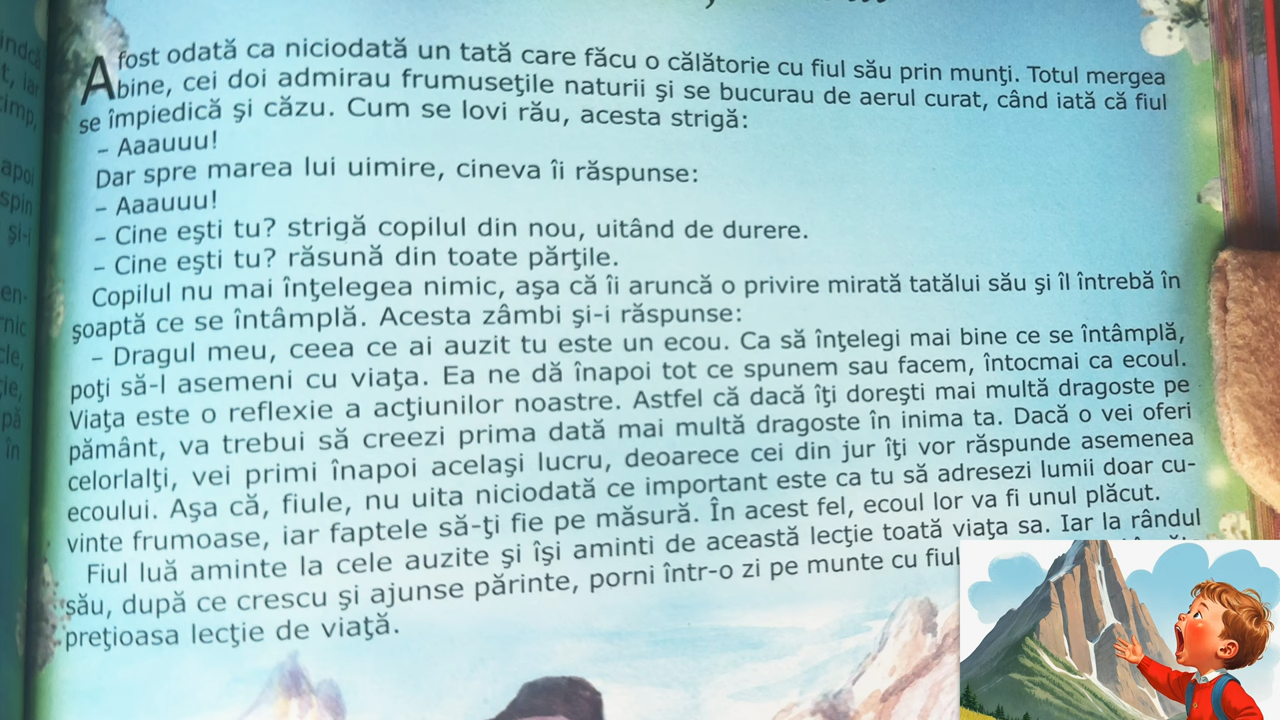 A fost odată ca niciodată un tată care făcu o călătorie cu fiul său prin munţi. Totul mergea
bine, cei doi admirau frumuseţile naturii şi se bucurau de aerul curat, când iată că fiul
se împiedică şi căzu. Cum se lovi rău, acesta strigă:
– Aaauuu!
Dar spre marea lui uimire, cineva îi răspunse:
– Aaauuu!
– Cine eşti tu? strigă copilul din nou, uitând de durere.
– Cine eşti tu? răsună din toate părţile.
Copilul nu mai înţelegea nimic, aşa că îi aruncă o privire mirată tatălui său şi îl întrebă în
şoaptă ce se întâmplă. Acesta zâmbi şi-i răspunse:
– Dragul meu, ceea ce ai auzit tu este un ecou. Ca să înţelegi mai bine ce se întâmplă,
poţi să-l asemeni cu viaţa. Ea ne dă înapoi tot ce spunem sau facem, întocmai ca ecoul.
Viaţa este o reflexie a acţiunilor noastre. Astfel că dacă îţi doreşti mai multă dragoste pe
pământ, va trebui să creezi prima dată mai multă dragoste în inima ta. Dacă o vei oferi
celorlalţi, vei primi înapoi acelaşi lucru, deoarece cei din jur îţi vor răspunde asemenea
ecoului. Aşa că, fiule, nu uita niciodată ce important este ca tu să adresezi lumii doar cu-
vinte frumoase, iar faptele să-ţi fie pe măsură. În acest fel, ecoul lor va fi unul plăcut.
Fiul luă aminte la cele auzite şi îşi aminti de această lecţie toată viaţa sa. Iar la rândul
său, după ce crescu şi ajunse părinte, porni într-o zi pe munte cu fiul
preţioasa lecţie de viaţă.